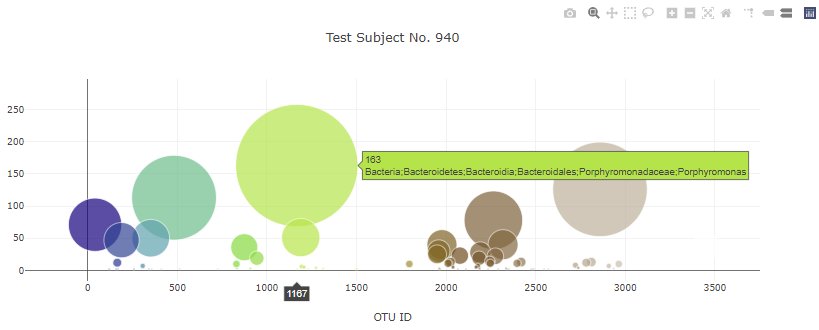 Test Subject No. 940
250
200
163
Bacteria;Bacteroidetes;Bacteroidia;Bacteroidales;Porphyromonadaceae;Porphyromonas
150
100
50
0
0 500 1000 1500 2000 2500 3000 3500
1167
OTU ID